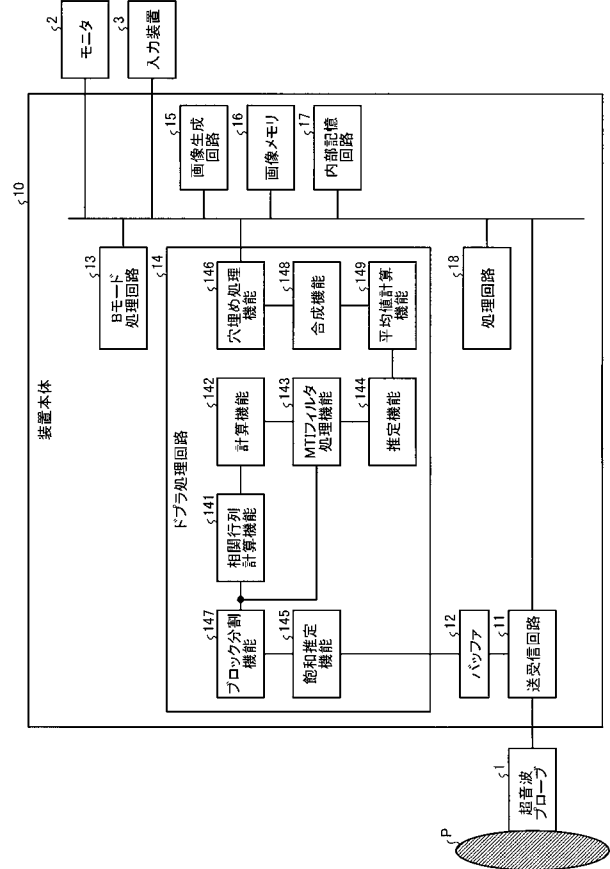 P
1
超音波
プローブ
装置本体
10
11
送受信回路
12
バッファ
ドプラ処理回路
14
147
ブロック分割
機能
145
飽和推定
機能
141
相関行列
計算機能
142
計算機能
143
MTIフィルタ
処理機能
144
推定機能
146
穴埋め処理
機能
148
合成機能
149
平均値計算
機能
13
Bモード
処理回路
18
処理回路
15
画像生成
回路
16
画像メモリ
17
内部記憶
回路
2
モニタ
3
入力装置